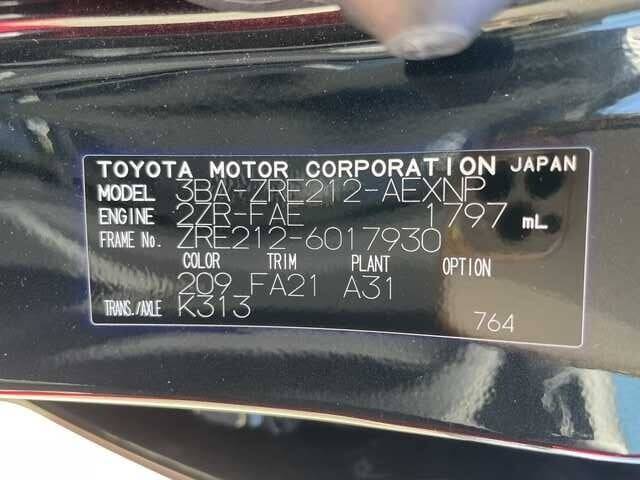 TOYOTA MOTOR CORPORATION JAPAN
MODEL 3BA-ZRE212-AEXNP
ENGINE 2ZR-FAE 1797 mL
FRAME No. ZRE212-6017930
COLOR TRIM PLANT OPTION
209 FA21 A31
TRANS./AXLE K313
764